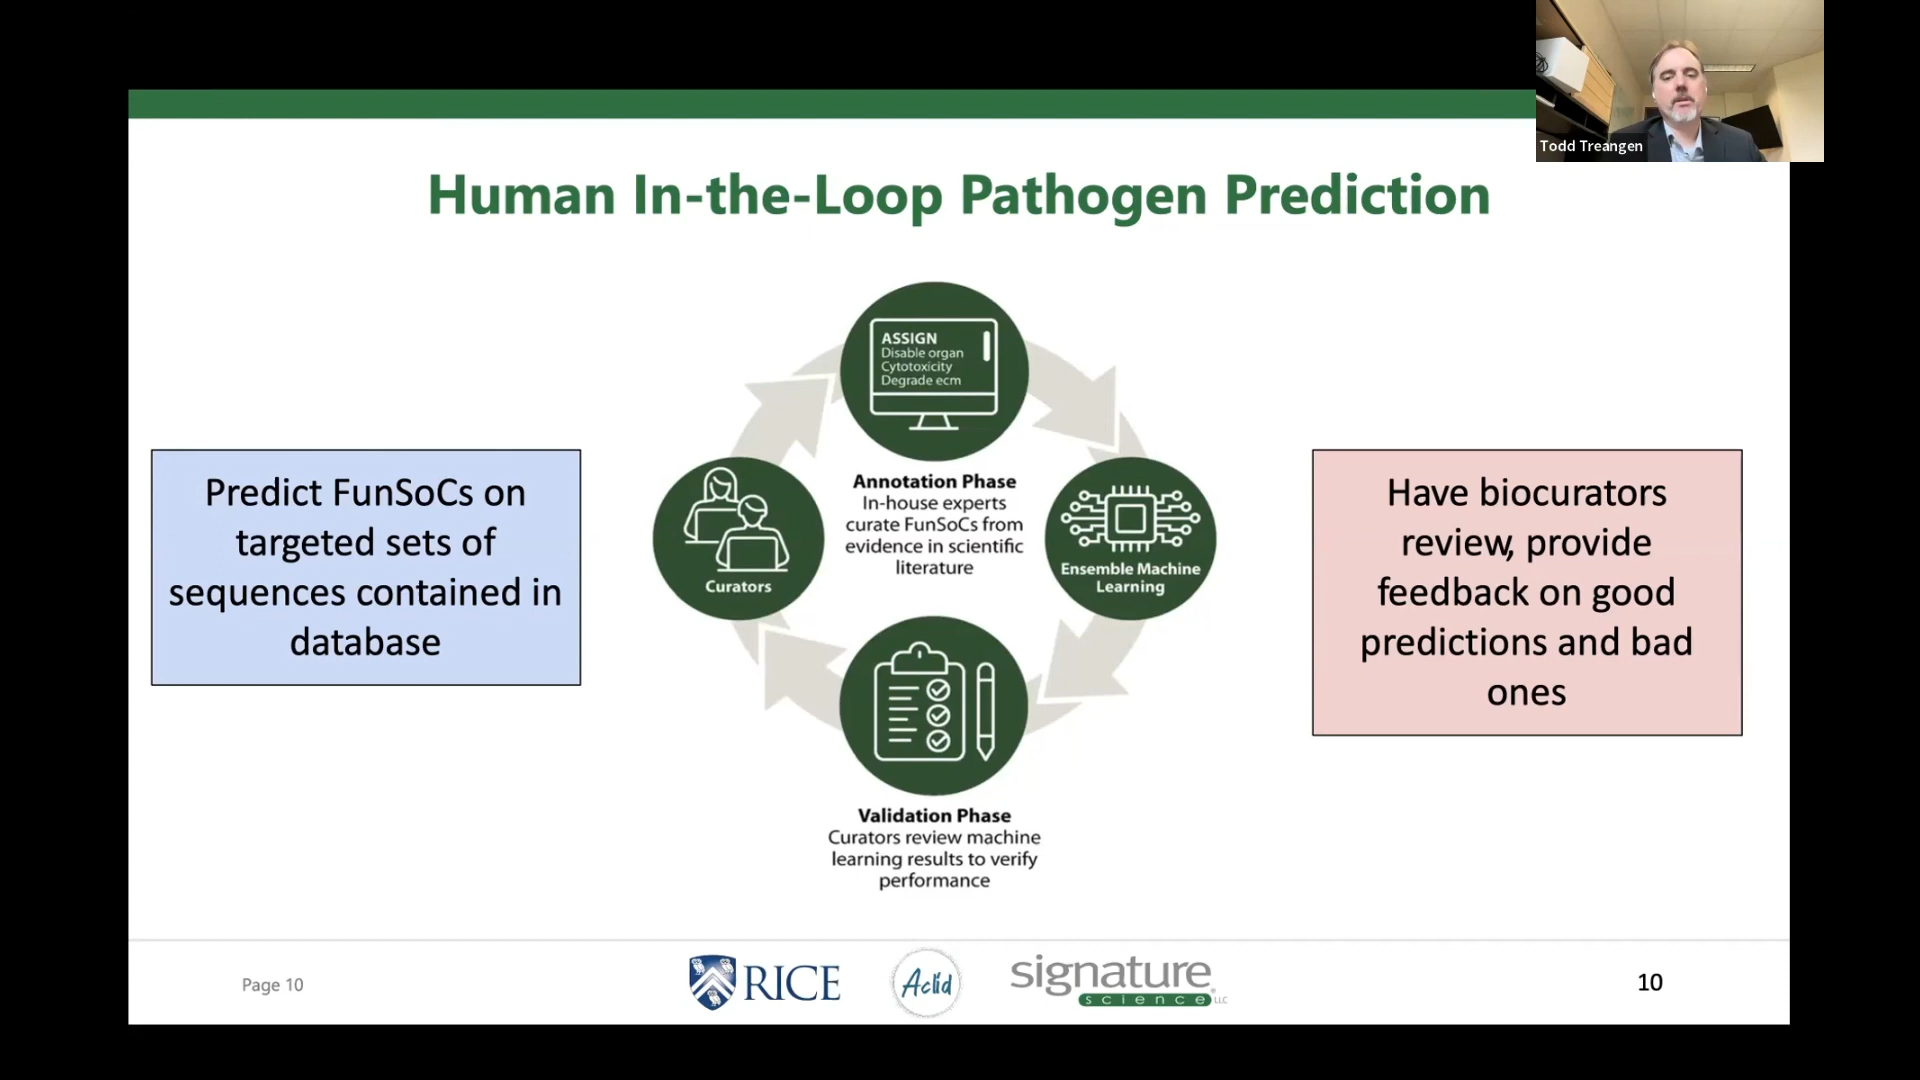 Todd Treangen
Human In-the-Loop Pathogen Prediction
ASSIGN
Disable organ
Cytotoxicity
Degrade ecm
Annotation Phase
In-house experts
curate FunSoCs from
evidence in scientific
literature
Curators
Ensemble Machine
Learning
Validation Phase
Curators review machine
learning results to verify
performance
Predict FunSoCs on
targeted sets of
sequences contained in
database
Have biocurators
review, provide
feedback on good
predictions and bad
ones
Page 10
RICE
Aclid
signature
science LLC
10